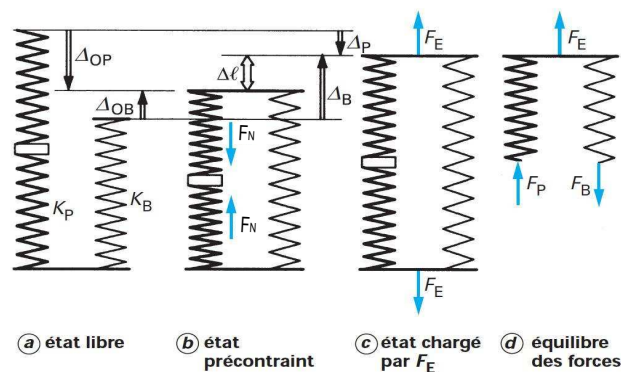 Δ_OP
Δ_OB
K_P
K_B
Δℓ
F_N
F_N
Δ_P
Δ_B
F_E
F_E
F_E
F_P
F_B
a état libre
b état
précontraint
c état chargé
par F_E
d équilibre
des forces